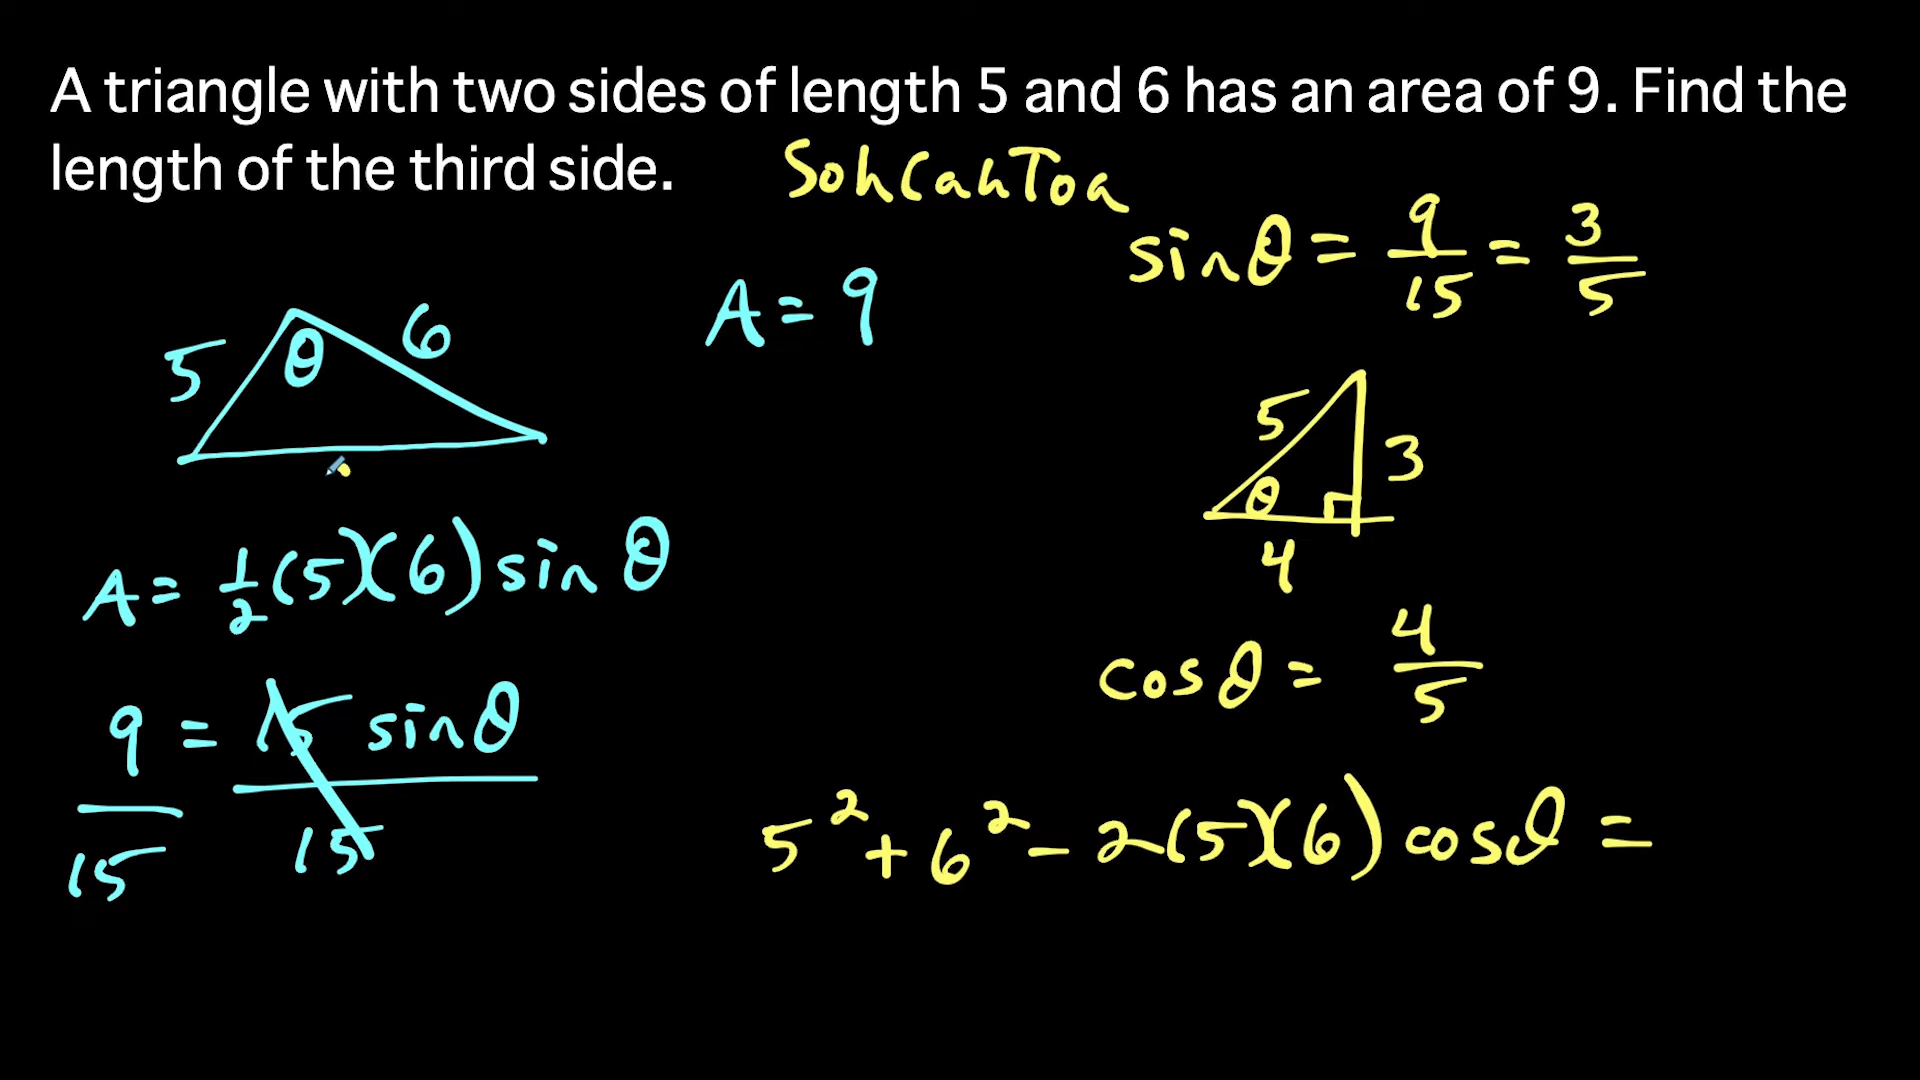 A triangle with two sides of length 5 and 6 has an area of 9. Find the
length of the third side.
SohCahToa
sinθ = 9/15 = 3/5
A = 9
5 θ 6
5 3 θ 4
A = 1/2 (5)(6) sin θ
cosθ = 4/5
9/15 = 15 sinθ/15
5² + 6² - 2(5)(6) cosθ =